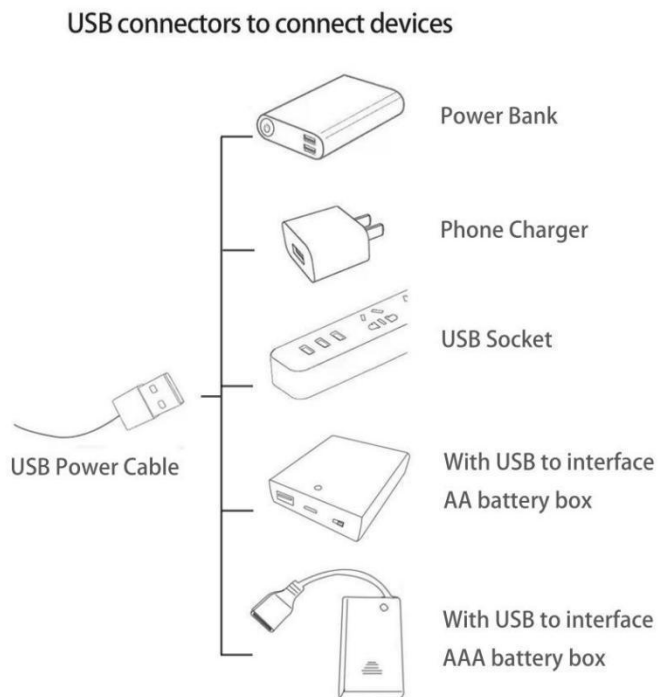 USB connectors to connect devices
Power Bank
Phone Charger
USB Socket
USB Power Cable
With USB to interface
AA battery box
With USB to interface
AAA battery box